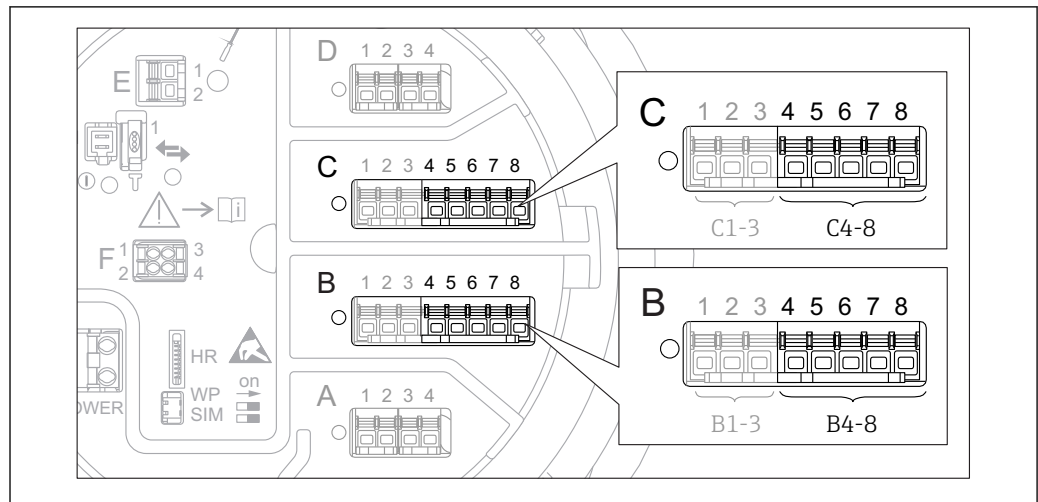 D 1 2 3 4
E 1
2
1
C 1 2 3 4 5 6 7 8
C 1 2 3 4 5 6 7 8
C1-3 C4-8
i
F 1 3
2 4
B 1 2 3 4 5 6 7 8
B 1 2 3 4 5 6 7 8
B1-3 B4-8
HR
WP on
SIM
OWER
A 1 2 3 4